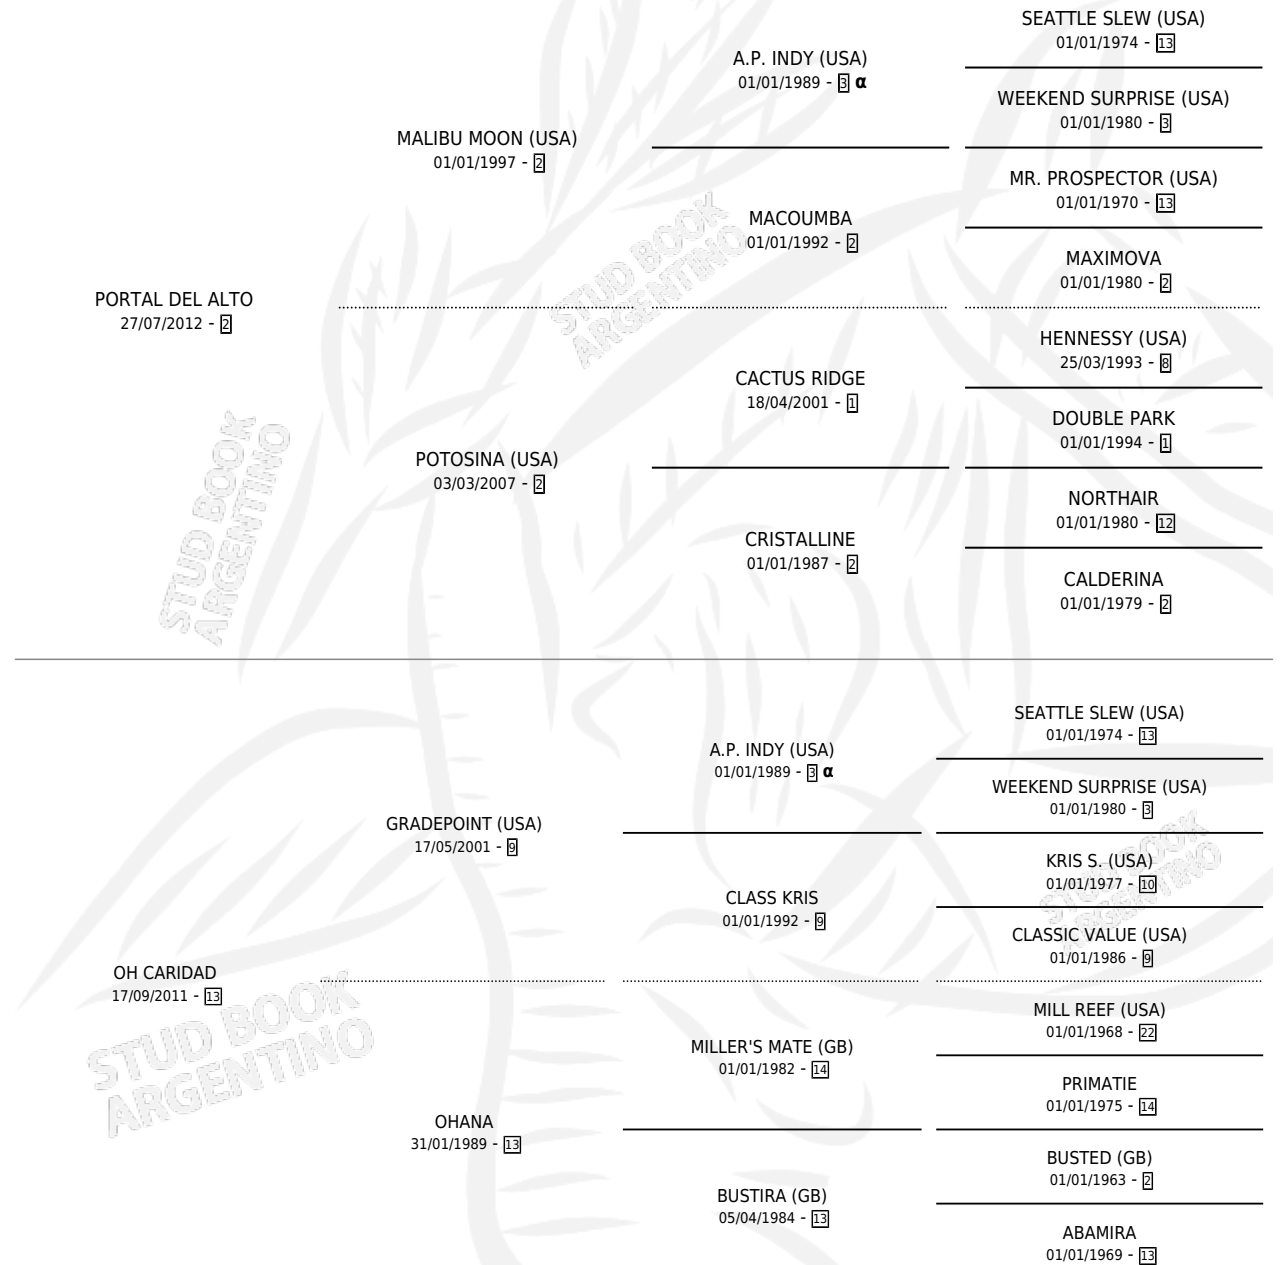 SEATTLE SLEW (USA)
01/01/1974 - 13
A.P. INDY (USA)
01/01/1989 - 3 α
WEEKEND SURPRISE (USA)
01/01/1980 - 3
MALIBU MOON (USA)
01/01/1997 - 2
MR. PROSPECTOR (USA)
01/01/1970 - 13
MACOUMBA
01/01/1992 - 2
MAXIMOVA
01/01/1980 - 2
PORTAL DEL ALTO
27/07/2012 - 2
HENNESSY (USA)
25/03/1993 - 8
CACTUS RIDGE
18/04/2001 - 1
DOUBLE PARK
01/01/1994 - 1
POTOSINA (USA)
03/03/2007 - 2
NORTHAIR
01/01/1980 - 12
CRISTALLINE
01/01/1987 - 2
CALDERINA
01/01/1979 - 2
SEATTLE SLEW (USA)
01/01/1974 - 13
A.P. INDY (USA)
01/01/1989 - 3 α
WEEKEND SURPRISE (USA)
01/01/1980 - 3
GRADEPOINT (USA)
17/05/2001 - 9
KRIS S. (USA)
01/01/1977 - 10
CLASS KRIS
01/01/1992 - 9
CLASSIC VALUE (USA)
01/01/1986 - 9
OH CARIDAD
17/09/2011 - 13
MILL REEF (USA)
01/01/1968 - 22
MILLER'S MATE (GB)
01/01/1982 - 14
PRIMATIE
01/01/1975 - 14
OHANA
31/01/1989 - 13
BUSTED (GB)
01/01/1963 - 2
BUSTIRA (GB)
05/04/1984 - 13
ABAMIRA
01/01/1969 - 13
STUD BOOK
ARGENTINO
STUD BOOK
ARGENTINO
STUD BOOK
ARGENTINO
STUD BOOK
ARGENTINO